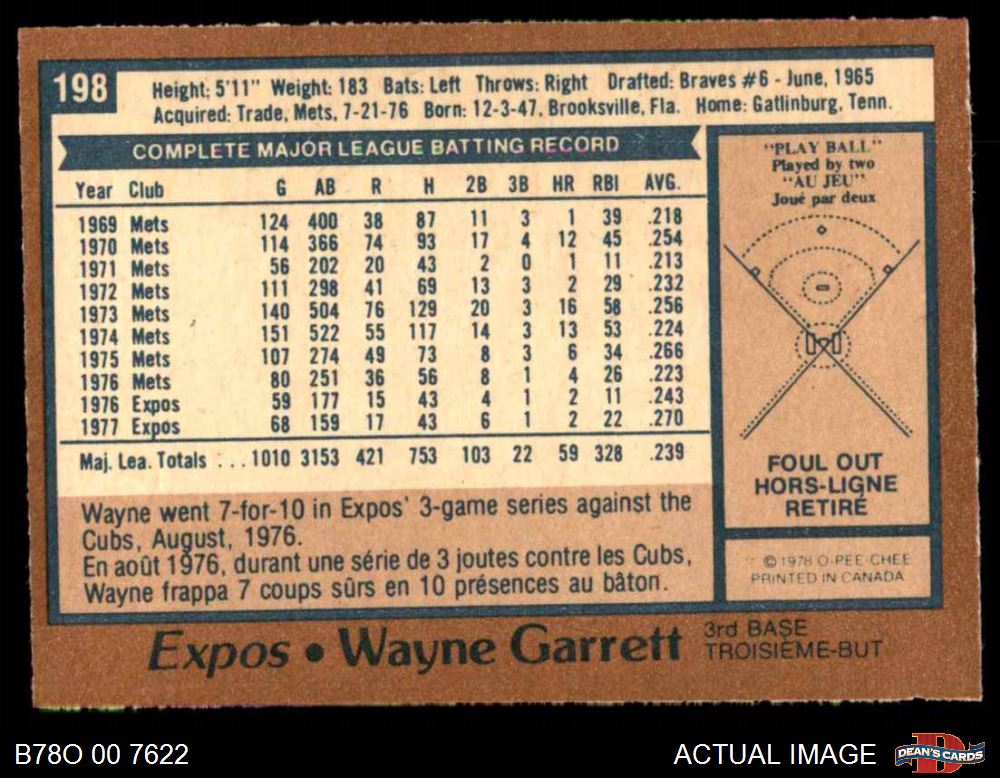 198
Height: 5'11" Weight: 183 Bats: Left Throws: Right Drafted: Braves #6 - June, 1965
Acquired: Trade, Mets, 7-21-76 Born: 12-3-47, Brooksville, Fla. Home: Gatlinburg, Tenn.
COMPLETE MAJOR LEAGUE BATTING RECORD
Year Club G AB R H 2B 3B HR RBI AVG.
1969 Mets 124 400 38 87 11 3 1 39 .218
1970 Mets 114 366 74 93 17 4 12 45 .254
1971 Mets 56 202 20 43 2 0 1 11 .213
1972 Mets 111 298 41 69 13 3 2 29 .232
1973 Mets 140 504 76 129 20 3 16 58 .256
1974 Mets 151 522 55 117 14 3 13 53 .224
1975 Mets 107 274 49 73 8 3 6 34 .266
1976 Mets 80 251 36 56 8 1 4 26 .223
1976 Expos 59 177 15 43 4 1 2 11 .243
1977 Expos 68 159 17 43 6 1 2 22 .270
Maj. Lea. Totals ...1010 3153 421 753 103 22 59 328 .239
Wayne went 7-for-10 in Expos' 3-game series against the
Cubs, August, 1976.
En août 1976, durant une série de 3 joutes contre les Cubs,
Wayne frappa 7 coups sûrs en 10 présences au bâton.
"PLAY BALL"
Played by two
"AU JEU"
Joué par deux
FOUL OUT
HORS-LIGNE
RETIRÉ
© 1978 O-PEE-CHEE
PRINTED IN CANADA
Expos • Wayne Garrett
3rd BASE
TROISIÈME-BUT
B78O 00 7622
ACTUAL IMAGE
DEAN'S CARDS